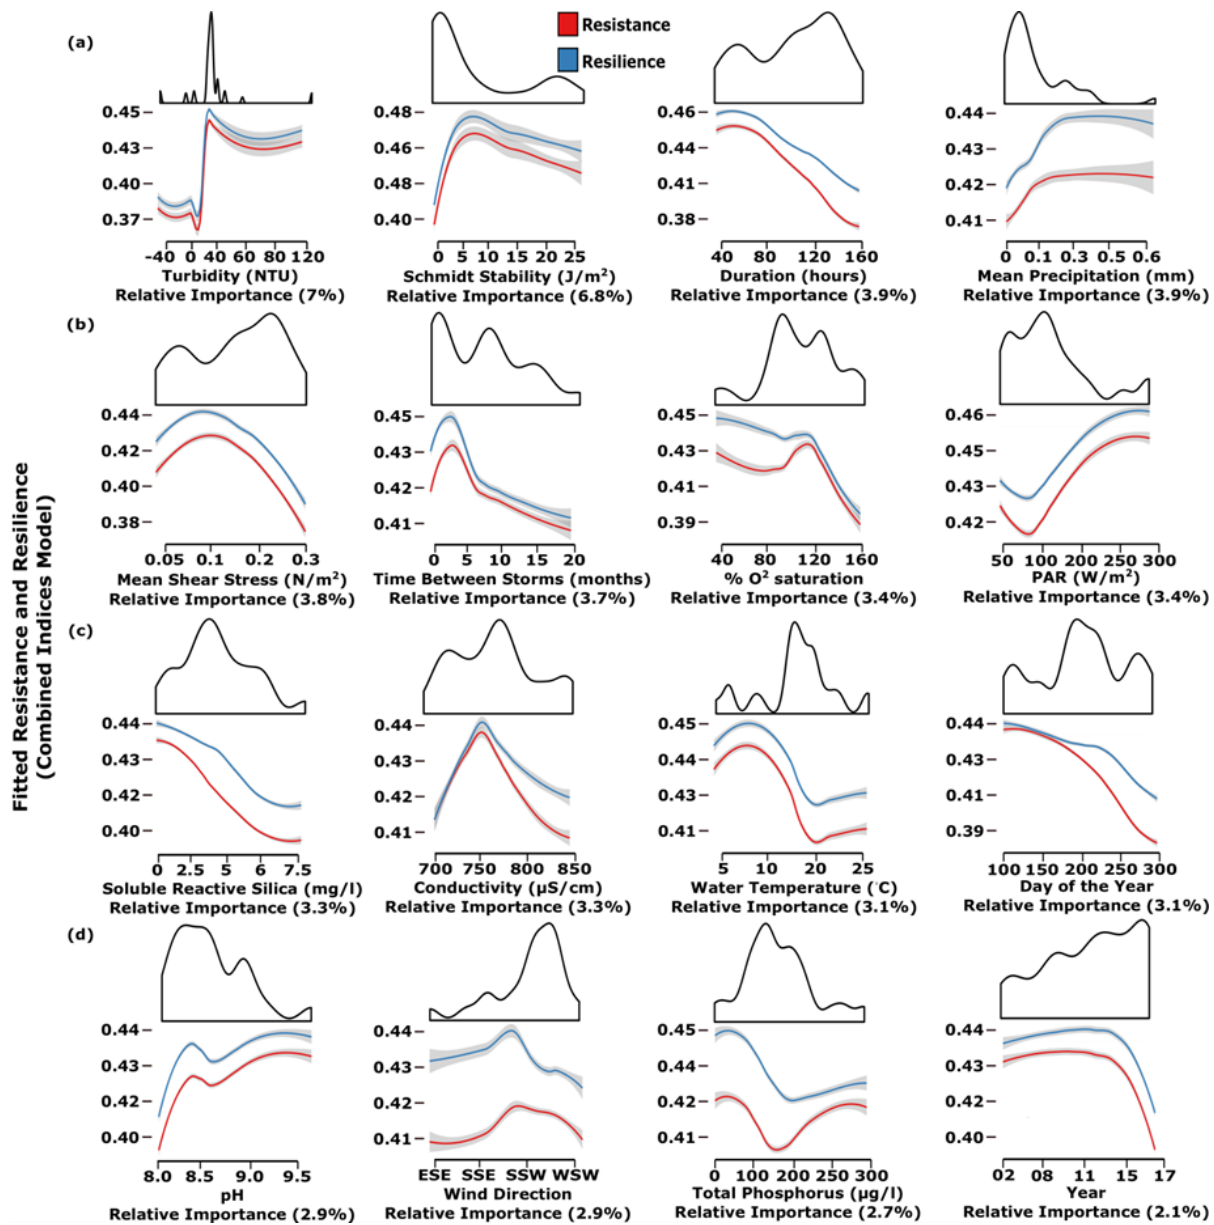 (a)
Resistance
Resilience
0.45
0.43
0.40
0.37
-40 0 40 80 120
Turbidity (NTU)
Relative Importance (7%)
0.48
0.46
0.48
0.40
0 5 10 15 20 25
Schmidt Stability (J/m²)
Relative Importance (6.8%)
0.46
0.44
0.41
0.38
40 80 120 160
Duration (hours)
Relative Importance (3.9%)
0.44
0.43
0.42
0.41
0 0.1 0.3 0.5 0.6
Mean Precipitation (mm)
Relative Importance (3.9%)
Fitted Resistance and Resilience
(Combined Indices Model)
(b)
0.44
0.42
0.40
0.38
0.05 0.1 0.2 0.3
Mean Shear Stress (N/m²)
Relative Importance (3.8%)
0.45
0.43
0.42
0.41
0 5 10 15 20
Time Between Storms (months)
Relative Importance (3.7%)
0.45
0.43
0.41
0.39
40 80 120 160
% O² saturation
Relative Importance (3.4%)
0.46
0.45
0.43
0.42
50 100 200 250 300
PAR (W/m²)
Relative Importance (3.4%)
(c)
0.44
0.43
0.42
0.40
0 2.5 5 6 7.5
Soluble Reactive Silica (mg/l)
Relative Importance (3.3%)
0.44
0.43
0.42
0.41
700 750 800 850
Conductivity (µS/cm)
Relative Importance (3.3%)
0.45
0.44
0.43
0.41
5 10 20 25
Water Temperature (°C)
Relative Importance (3.1%)
0.44
0.43
0.41
0.39
100 150 200 250 300
Day of the Year
Relative Importance (3.1%)
(d)
0.44
0.43
0.42
0.40
8.0 8.5 9.0 9.5
pH
Relative Importance (2.9%)
0.44
0.43
0.42
0.41
ESE SSE SSW WSW
Wind Direction
Relative Importance (2.9%)
0.45
0.44
0.42
0.41
0 100 200 250 300
Total Phosphorus (µg/l)
Relative Importance (2.7%)
0.44
0.43
0.42
0.40
02 08 11 15 17
Year
Relative Importance (2.1%)